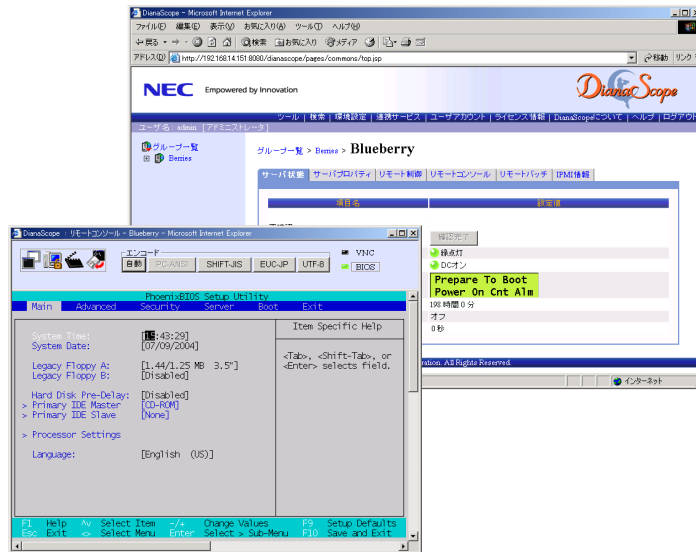 DianaScope - Microsoft Internet Explorer
ファイル(F) 編集(E) 表示(V) お気に入り(A) ツール(T) ヘルプ(H)
戻る 検索 お気に入り メディア
アドレス(D) http://192.168.14.151:8080/dianascope/pages/commons/top.jsp 移動 リンク
NEC Empowered by Innovation DianaScope
ツール | 検索 | 環境設定 | 連携サービス | ユーザアカウント | ライセンス情報 | DianaScopeについて | ヘルプ | ログアウト
ユーザ名: admin [アドミニストレータ]
グループ一覧
Berries
グループ一覧 > Berries > Blueberry
サーバ状態 サーバプロパティ リモート制御 リモートコンソール リモートバッチ IPMI情報
項目名 設定値
確認完了
緑点灯
DCオン
Prepare To Boot
Power On Cnt Alm
198 時間 0 分
オフ
0 秒
ration. All Rights Reserved.
インターネット
DianaScope : リモートコンソール - Blueberry - Microsoft Internet Explorer
エンコード
自動 PC-ANSI SHIFT-JIS EUC-JP UTF-8
VNC
BIOS
PhoenixBIOS Setup Utility
Main Advanced Security Server Boot Exit
Item Specific Help
System Time: :43:29]
System Date: [07/09/2004]
<Tab>, <Shift-Tab>, or
<Enter> selects field.
Legacy Floppy A: [1.44/1.25 MB 3.5"]
Legacy Floppy B: [Disabled]
Hard Disk Pre-Delay: [Disabled]
> Primary IDE Master [CD-ROM]
> Primary IDE Slave [None]
> Processor Settings
Language: [English (US)]
F1 Help ^v Select Item -/+ Change Values F9 Setup Defaults
Esc Exit <> Select Menu Enter Select > Sub-Menu F10 Save and Exit